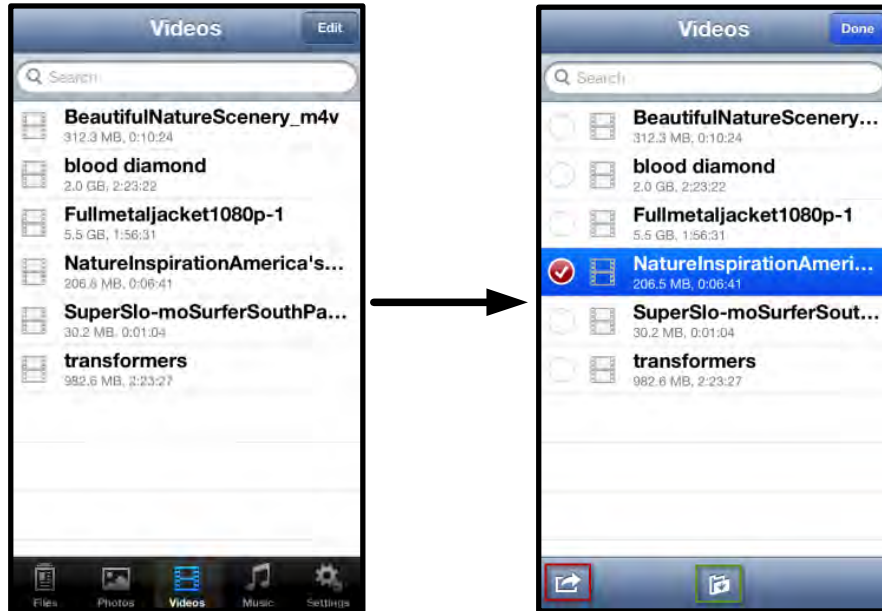 Videos
Edit
Search
BeautifulNatureScenery_m4v
312.3 MB, 0:10:24
blood diamond
2.0 GB, 2:23:22
Fullmetaljacket1080p-1
5.5 GB, 1:56:31
NatureInspirationAmerica's...
206.5 MB, 0:06:41
SuperSlo-moSurferSouthPa...
30.2 MB, 0:01:04
transformers
982.6 MB, 2:23:27
Files
Photos
Videos
Music
Settings
Videos
Done
Search
BeautifulNatureScenery...
312.3 MB, 0:10:24
blood diamond
2.0 GB, 2:23:22
Fullmetaljacket1080p-1
5.5 GB, 1:56:31
NatureInspirationAmeri...
206.5 MB, 0:06:41
SuperSlo-moSurferSout...
30.2 MB, 0:01:04
transformers
982.6 MB, 2:23:27